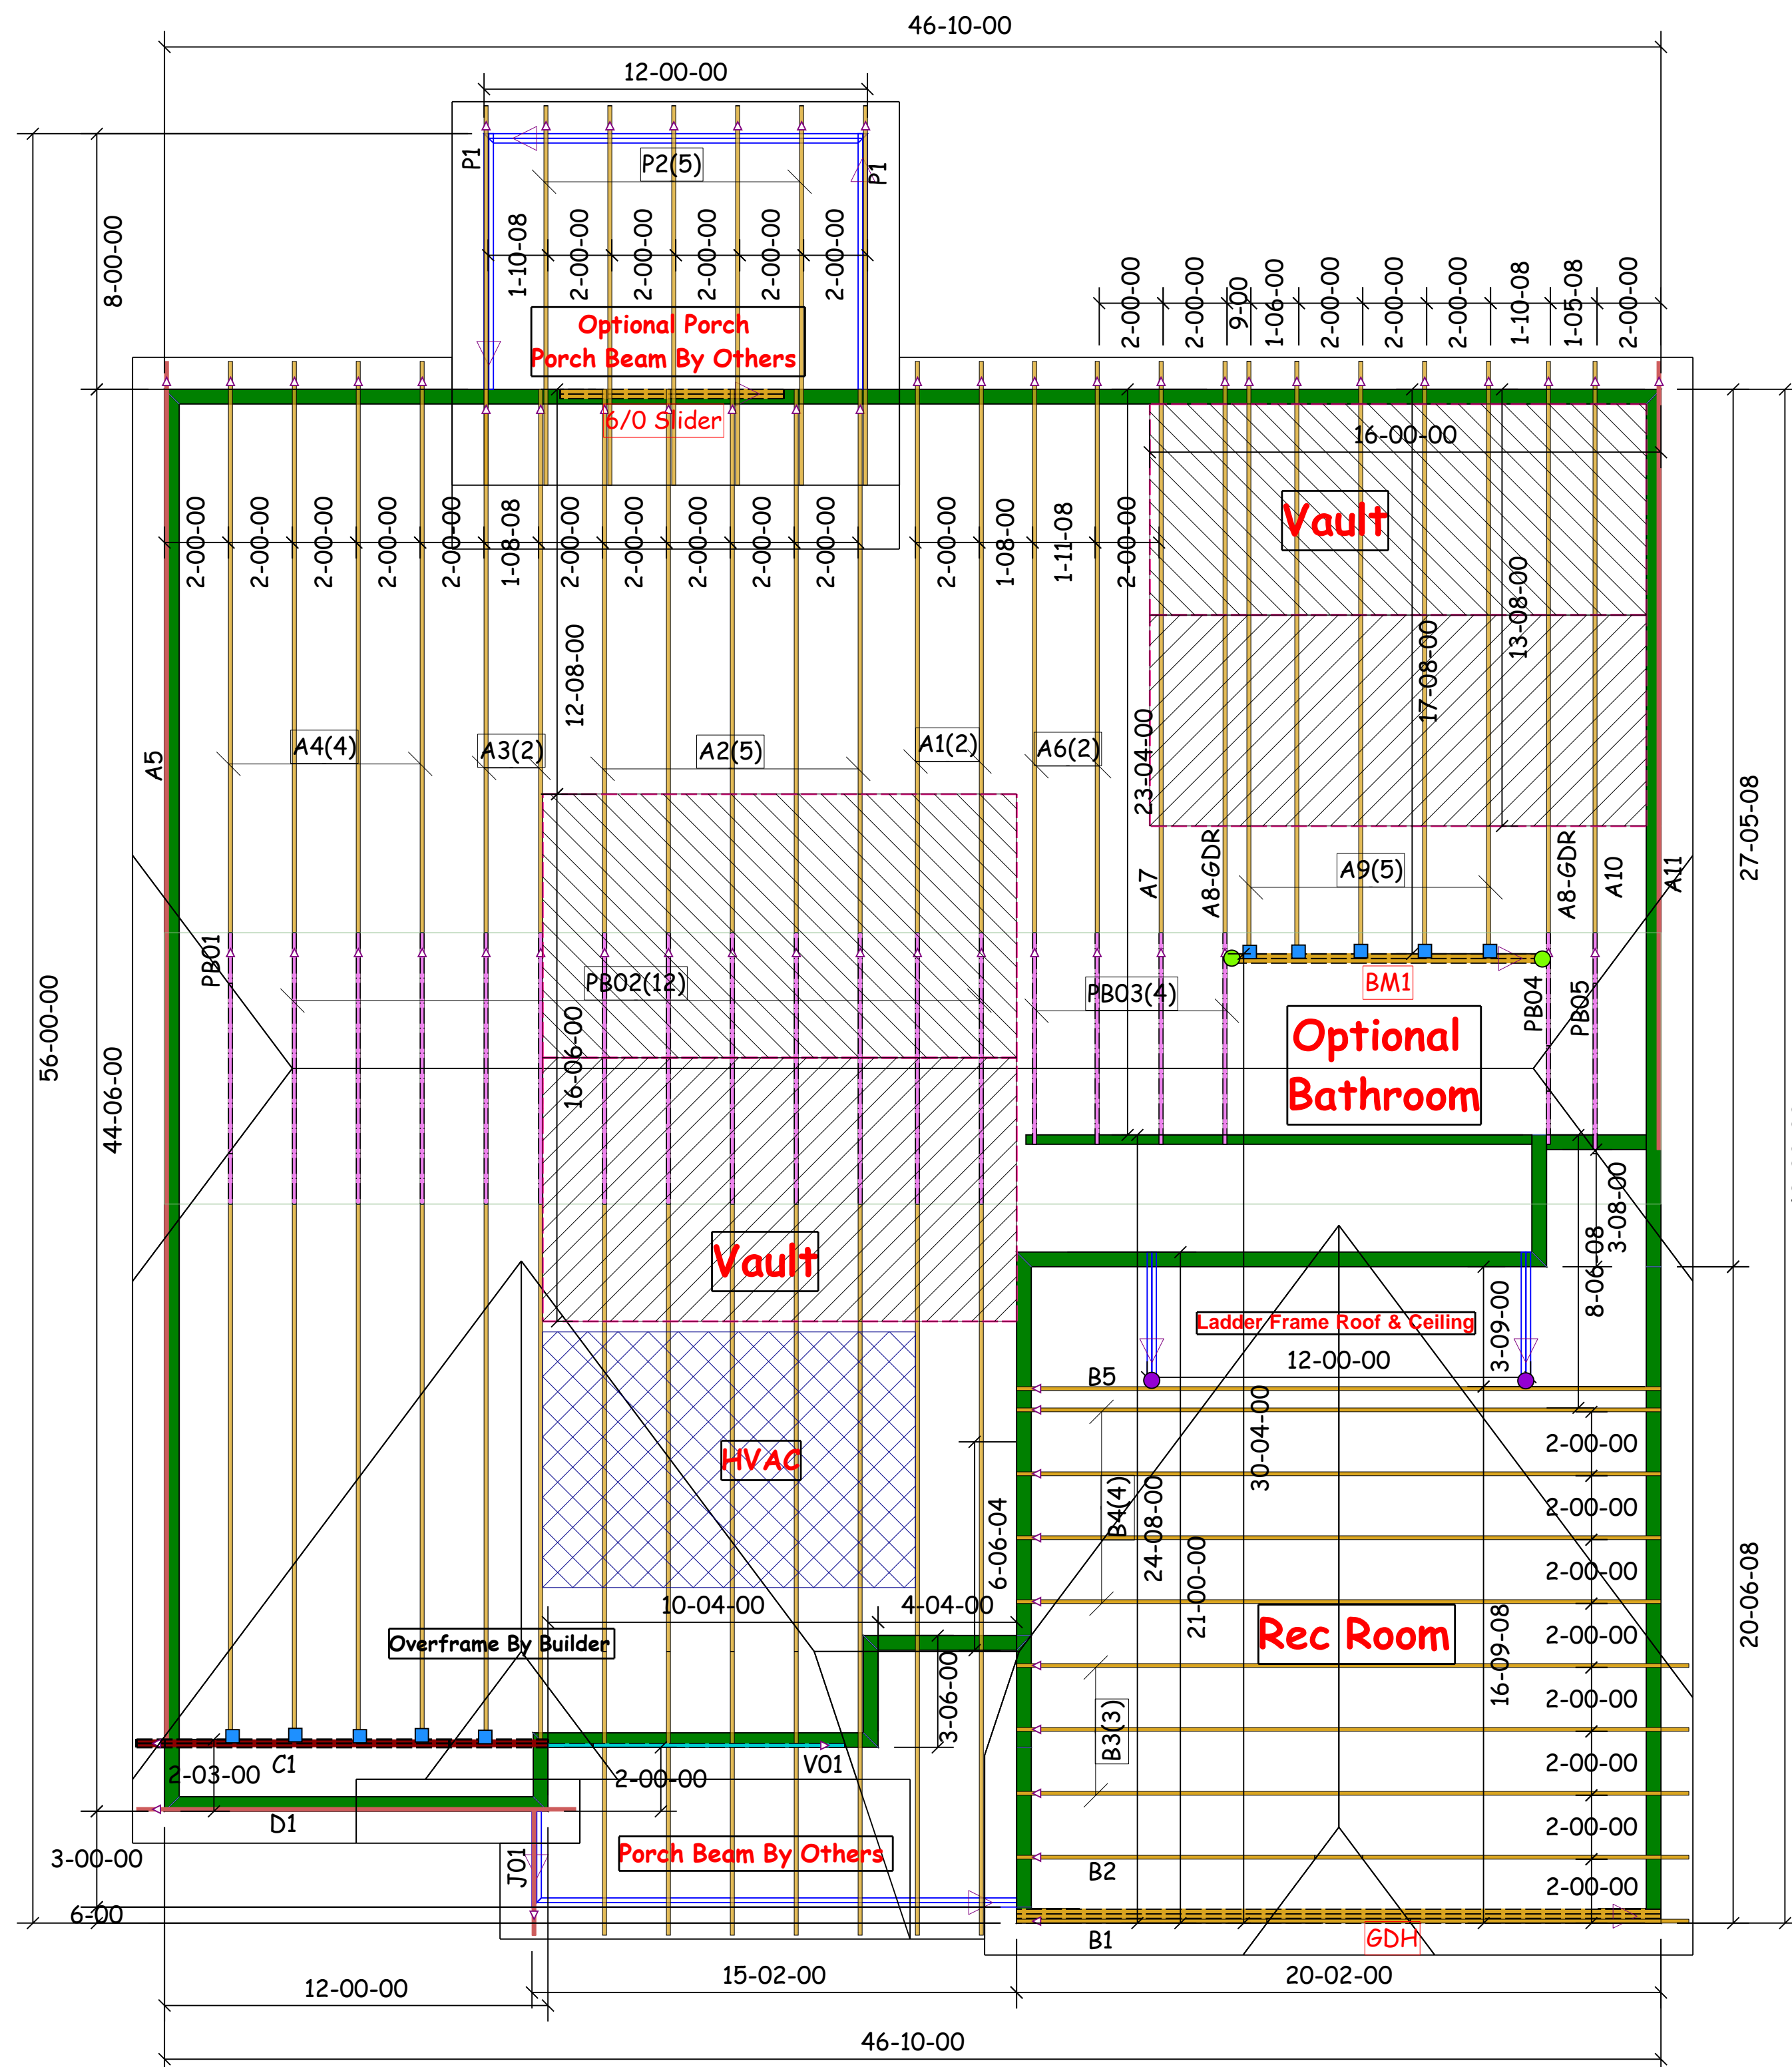 46-10-00
12-00-00
P1
P2(5)
P1
8-00-00
1-10-08
2-00-00
2-00-00
2-00-00
2-00-00
2-00-00
2-00-00
2-00-00
9-00
1-06-00
2-00-00
2-00-00
2-00-00
1-10-08
1-05-08
2-00-00
Optional Porch
Porch Beam By Others
6/0 Slider
16-00-00
Vault
2-00-00
2-00-00
2-00-00
2-00-00
2-00-00
1-08-08
2-00-00
2-00-00
2-00-00
2-00-00
2-00-00
2-00-00
1-08-00
1-11-08
2-00-00
12-08-00
13-08-00
17-08-00
23-04-00
A5
A4(4)
A3(2)
A2(5)
A1(2)
A6(2)
27-05-08
A7
A8-GDR
A9(5)
A8-GDR
A10
A11
PB01
PB02(12)
PB03(4)
BM1
PB04
PB05
56-00-00
44-06-00
16-06-00
Optional
Bathroom
3-08-00
8-06-08
Vault
Ladder Frame Roof & Ceiling
3-09-00
12-00-00
B5
30-04-00
HVAC
2-00-00
B4(4)
24-08-00
6-06-04
2-00-00
21-00-00
2-00-00
10-04-00
4-04-00
Overframe By Builder
Rec Room
16-09-08
2-00-00
20-06-08
3-06-00
B3(3)
2-00-00
C1
V01
2-03-00
2-00-00
2-00-00
D1
2-00-00
3-00-00
Porch Beam By Others
J01
B2
2-00-00
6-00
B1
GDH
12-00-00
15-02-00
20-02-00
46-10-00